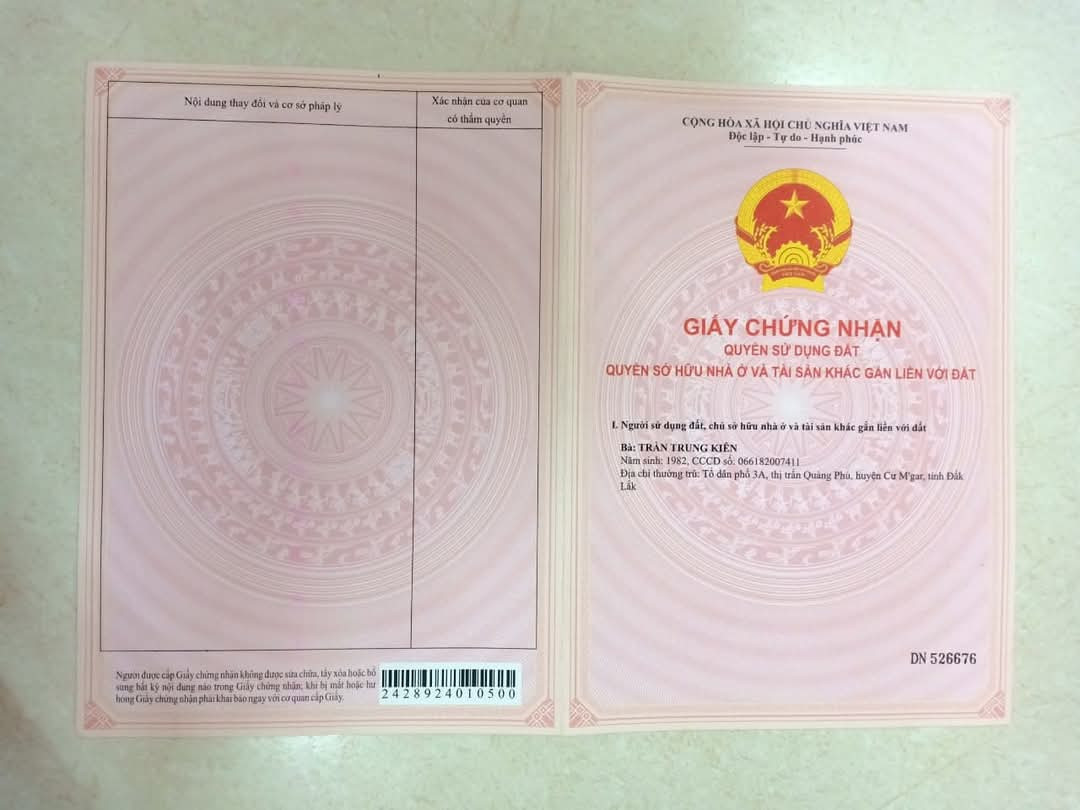 Nội dung thay đổi và cơ sở pháp lý
Xác nhận của cơ quan
có thẩm quyền
Người được cấp Giấy chứng nhận không được sửa chữa, tẩy xóa hoặc bổ
sung bất kỳ nội dung nào trong Giấy chứng nhận; khi bị mất hoặc hư
hỏng Giấy chứng nhận phải khai báo ngay với cơ quan cấp Giấy.
2428924010500
CỘNG HÒA XÃ HỘI CHỦ NGHĨA VIỆT NAM
Độc lập - Tự do - Hạnh phúc
GIẤY CHỨNG NHẬN
QUYỀN SỬ DỤNG ĐẤT
QUYỀN SỞ HỮU NHÀ Ở VÀ TÀI SẢN KHÁC GẮN LIỀN VỚI ĐẤT
I. Người sử dụng đất, chủ sở hữu nhà ở và tài sản khác gắn liền với đất
Bà: TRẦN TRUNG KIÊN
Năm sinh: 1982, CCCD số: 066182007411
Địa chỉ thường trú: Tổ dân phố 3A, thị trấn Quảng Phú, huyện Cư M'gar, tỉnh Đắk
Lắk
DN 526676